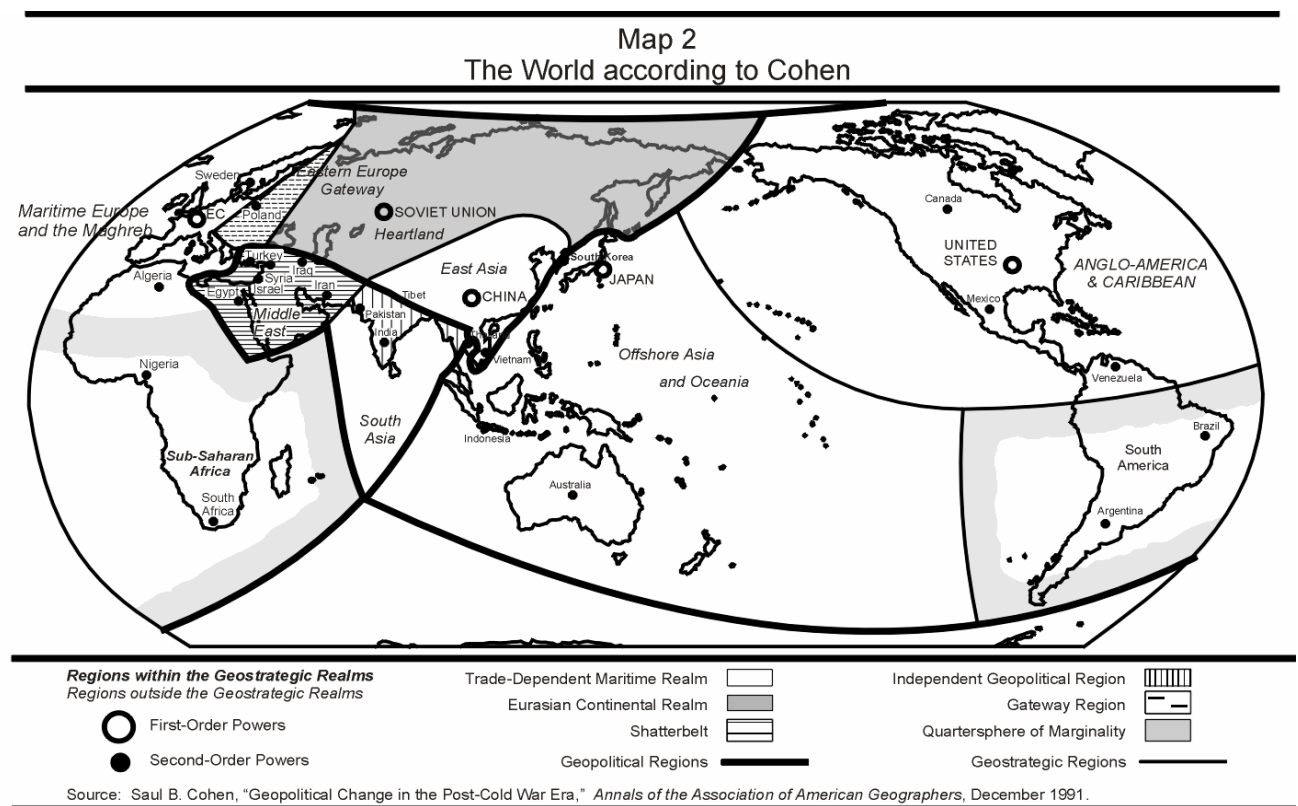 Map 2
The World according to Cohen
Sweden
Eastern Europe
Gateway
Maritime Europe
and the Maghreb
EC
Poland
SOVIET UNION
Heartland
Canada
UNITED
STATES
ANGLO-AMERICA
& CARIBBEAN
Turkey
Algeria
Syria
Iraq
Israel
Egypt
Iran
Middle
East
East Asia
South Korea
JAPAN
CHINA
Tibet
Pakistan
India
Thailand
Vietnam
Mexico
Offshore Asia
and Oceania
Nigeria
Venezuela
South
Asia
Indonesia
Brazil
Sub-Saharan
Africa
South
America
South
Africa
Australia
Argentina
Regions within the Geostrategic Realms
Regions outside the Geostrategic Realms
First-Order Powers
Second-Order Powers
Trade-Dependent Maritime Realm
Eurasian Continental Realm
Shatterbelt
Geopolitical Regions
Independent Geopolitical Region
Gateway Region
Quartersphere of Marginality
Geostrategic Regions
Source: Saul B. Cohen, “Geopolitical Change in the Post-Cold War Era,” Annals of the Association of American Geographers, December 1991.